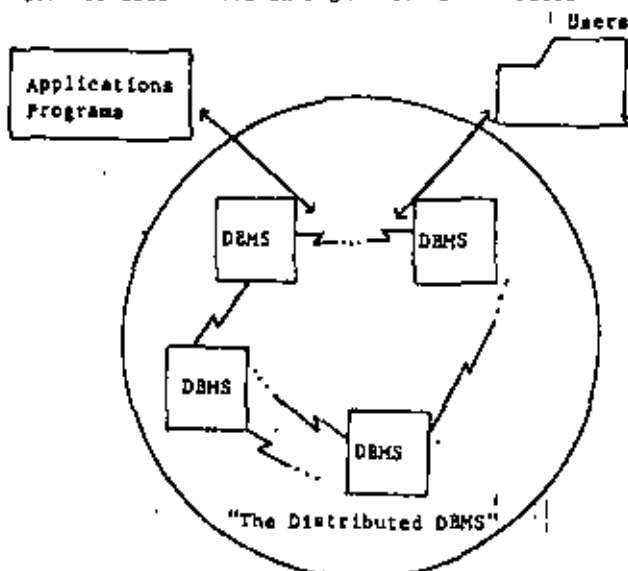 Users
Applications
Programs
DBMS
DBMS
DBMS
DBMS
"The Distributed DBMS"